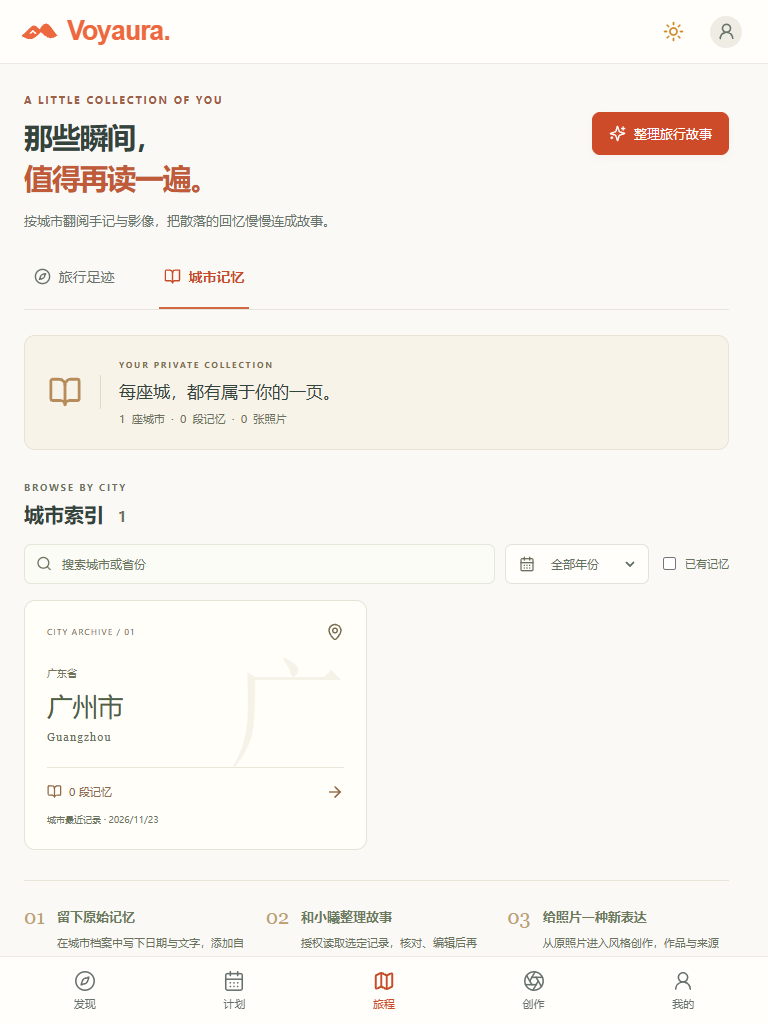 Voyaura.
A LITTLE COLLECTION OF YOU
那些瞬间，
值得再读一遍。
整理旅行故事
按城市翻阅手记与影像，把散落的回忆慢慢连成故事。
旅行足迹
城市记忆
YOUR PRIVATE COLLECTION
每座城，都有属于你的一页。
1 座城市 · 0 段记忆 · 0 张照片
BROWSE BY CITY
城市索引 1
搜索城市或省份
全部年份
已有记忆
CITY ARCHIVE / 01
广东省
广
广州市
Guangzhou
0 段记忆
城市最近记录 · 2026/11/23
01 留下原始记忆
在城市档案中写下日期与文字，添加自
02 和小曦整理故事
授权读取选定记录，核对、编辑后再
03 给照片一种新表达
从原照片进入风格创作，作品与来源
发现
计划
旅程
创作
我的